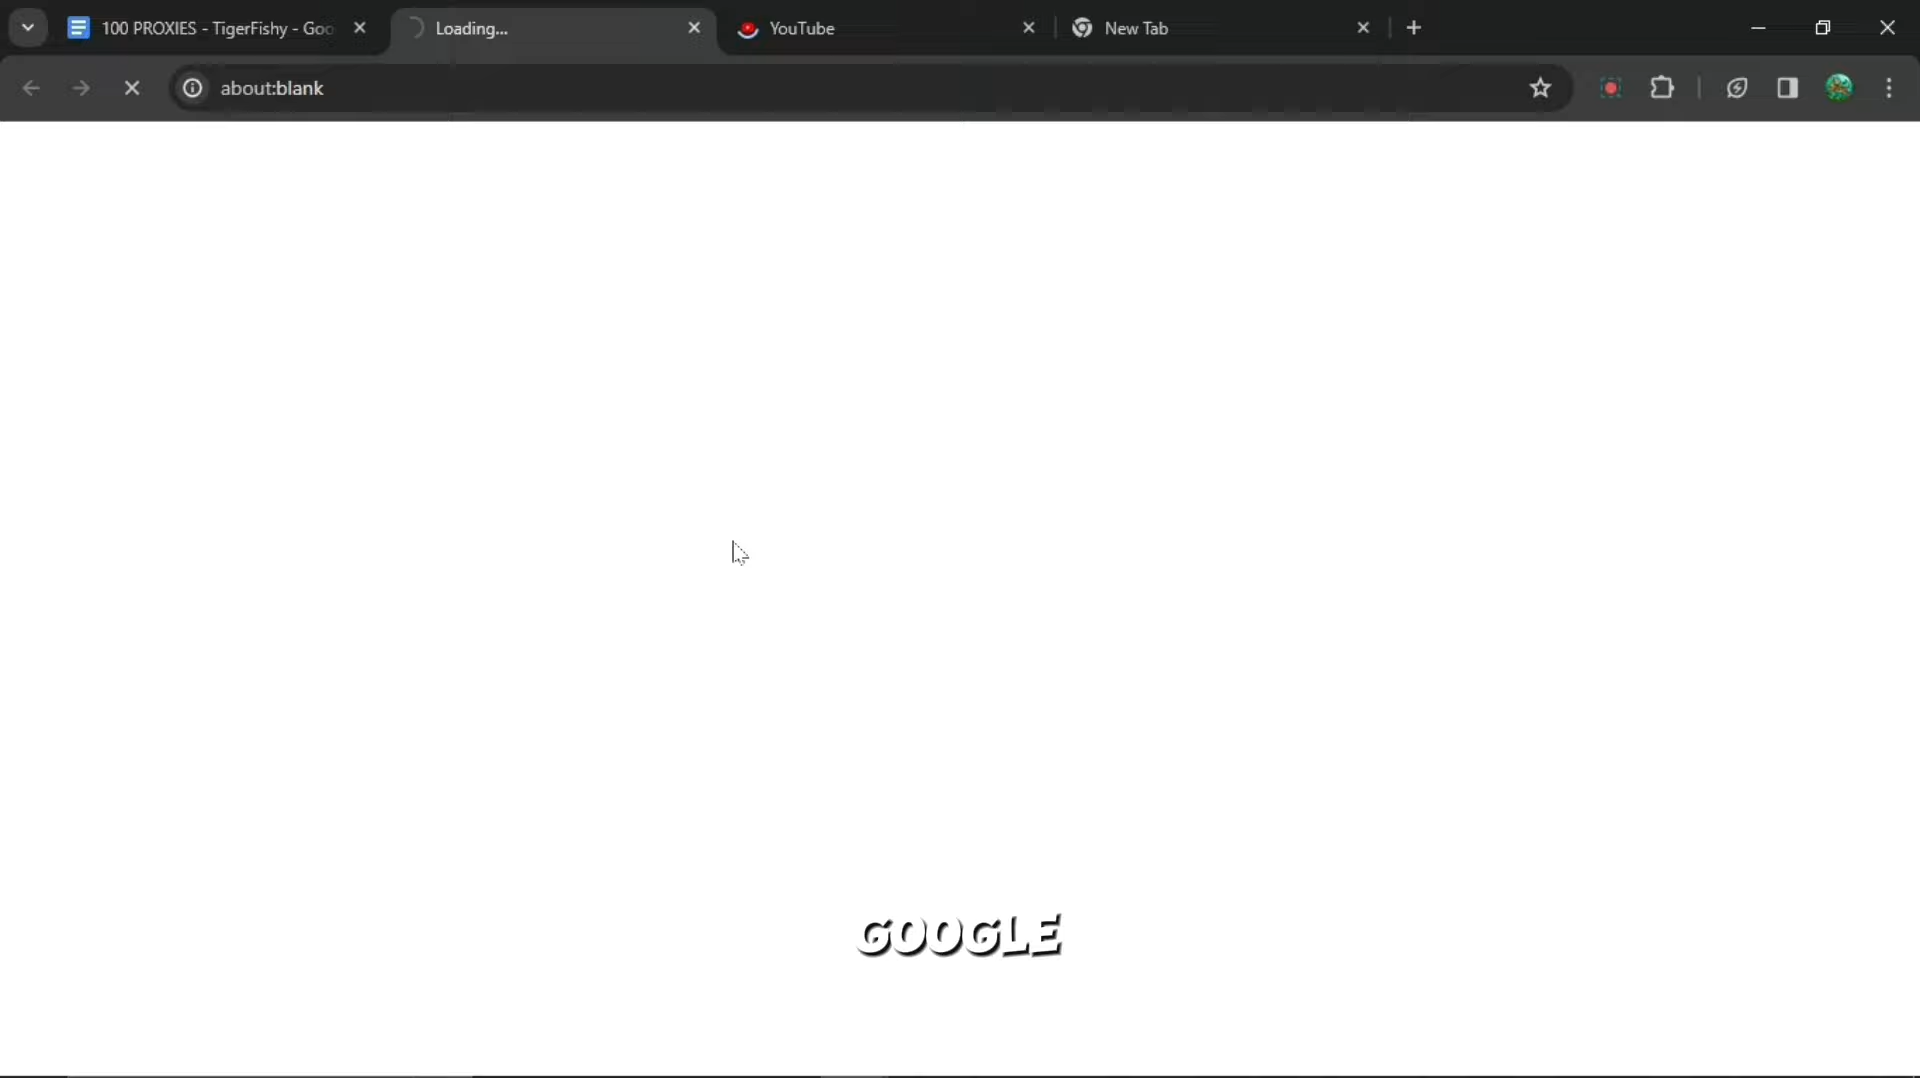 100 PROXIES - TigerFishy - Goo
Loading...
YouTube
New Tab
about:blank
GOOGLE